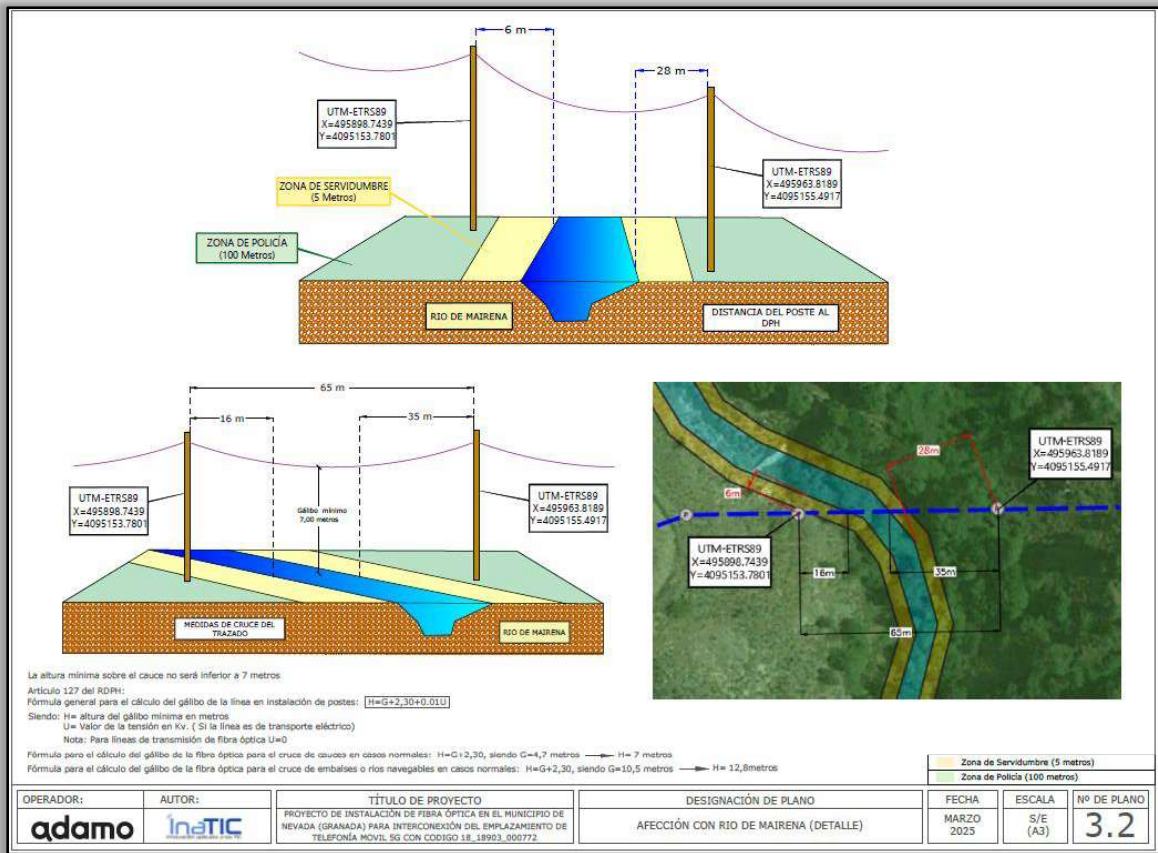 6 m
28 m
UTM-ETRS89
X=495898.7439
Y=4095153.7801
UTM-ETRS89
X=495963.8189
Y=4095155.4917
ZONA DE SERVIDUMBRE
(5 Metros)
ZONA DE POLICÍA
(100 Metros)
RIO DE MAIRENA
DISTANCIA DEL POSTE AL
DPH
65 m
16 m
35 m
UTM-ETRS89
X=495898.7439
Y=4095153.7801
Gálibo mínimo
7,00 metros
UTM-ETRS89
X=495963.8189
Y=4095155.4917
MEDIDAS DE CRUCE DEL
TRAZADO
RIO DE MAIRENA
28m
UTM-ETRS89
X=495963.8189
Y=4095155.4917
6m
UTM-ETRS89
X=495898.7439
Y=4095153.7801
16m
35m
65m
La altura mínima sobre el cauce no será inferior a 7 metros
Artículo 127 del RDPH:
Fórmula general para el cálculo del gálibo de la línea en instalación de postes: H=G+2,30+0.01U
Siendo: H= altura del gálibo mínima en metros
U= Valor de la tensión en Kv. ( Si la línea es de transporte eléctrico)
Nota: Para líneas de transmisión de fibra óptica U=0
Fórmula para el cálculo del gálibo de la fibra óptica para el cruce de cauces en casos normales: H=G+2,30, siendo G=4,7 metros → H= 7 metros
Fórmula para el cálculo del gálibo de la fibra óptica para el cruce de embalses o rios navegables en casos normales: H=G+2,30, siendo G=10,5 metros → H= 12,8metros
Zona de Servidumbre (5 metros)
Zona de Policía (100 metros)
OPERADOR:
adamo
AUTOR:
inaTIC
TÍTULO DE PROYECTO
PROYECTO DE INSTALACIÓN DE FIBRA ÓPTICA EN EL MUNICIPIO DE
NEVADA (GRANADA) PARA INTERCONEXIÓN DEL EMPLAZAMIENTO DE
TELEFONÍA MOVIL 5G CON CODIGO 18_18903_000772
DESIGNACIÓN DE PLANO
AFECCIÓN CON RIO DE MAIRENA (DETALLE)
FECHA
MARZO
2025
ESCALA
S/E
(A3)
Nº DE PLANO
3.2